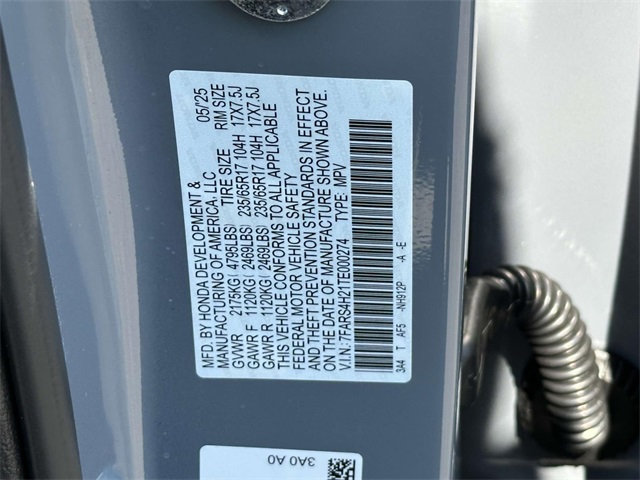 MFD. BY HONDA DEVELOPMENT & 05/25
MANUFACTURING OF AMERICA, LLC TIRE SIZE RIM SIZE
GVWR 2175KG( 4798LBS)
GAWR F 1120KG( 2469LBS) 235/65R17 104H 17X7.5J
GAWR R 1120KG( 2469LBS) 235/65R17 104H 17X7.5J
THIS VEHICLE CONFORMS TO ALL APPLICABLE
FEDERAL MOTOR VEHICLE SAFETY
AND THEFT PREVENTION STANDARDS IN EFFECT
ON THE DATE OF MANUFACTURE SHOWN ABOVE.
V.I.N.: 7FARS4H21TE000274 TYPE: MPV
3A4 T AF5 -NH912P -A -E
3A0 A0